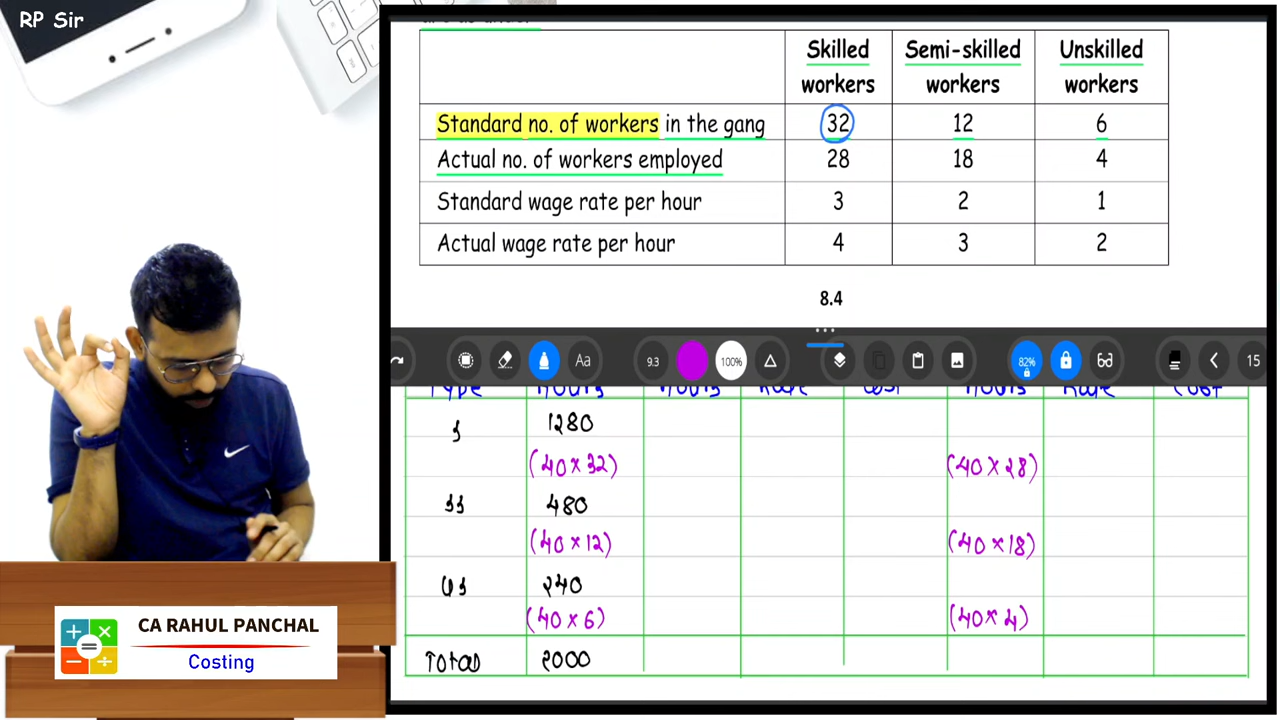 RP Sir
Skilled workers Semi-skilled workers Unskilled workers
Standard no. of workers in the gang 32 12 6
Actual no. of workers employed 28 18 4
Standard wage rate per hour 3 2 1
Actual wage rate per hour 4 3 2
8.4
Aa 9.3 100% 82% 15
Type Hours Hours Rate Cost Hours Rate Cost
S 1280
(40 x 32) (40 x 28)
SS 480
(40 x 12) (40 x 18)
US 240
(40 x 6) (40 x 4)
Total 2000
CA RAHUL PANCHAL
Costing